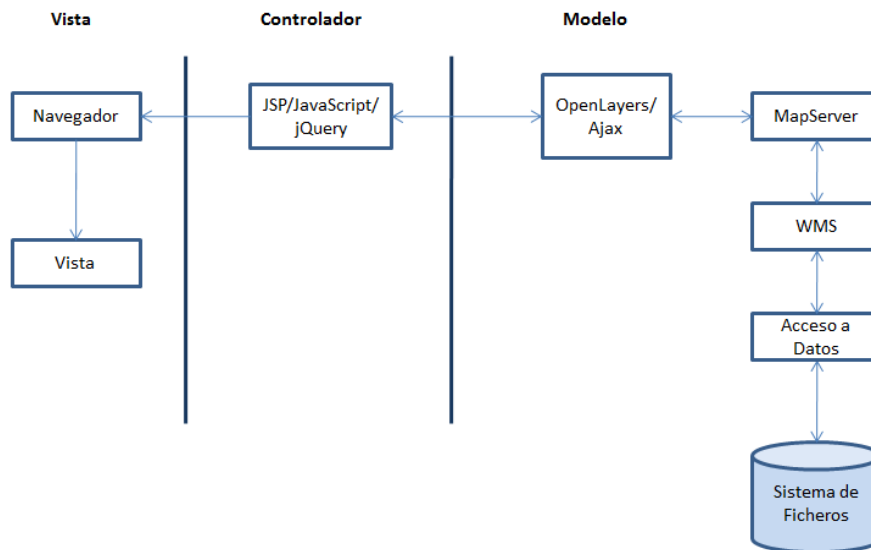 Vista
Controlador
Modelo
Navegador
JSP/JavaScript/
jQuery
OpenLayers/
Ajax
MapServer
Vista
WMS
Acceso a
Datos
Sistema de
Ficheros